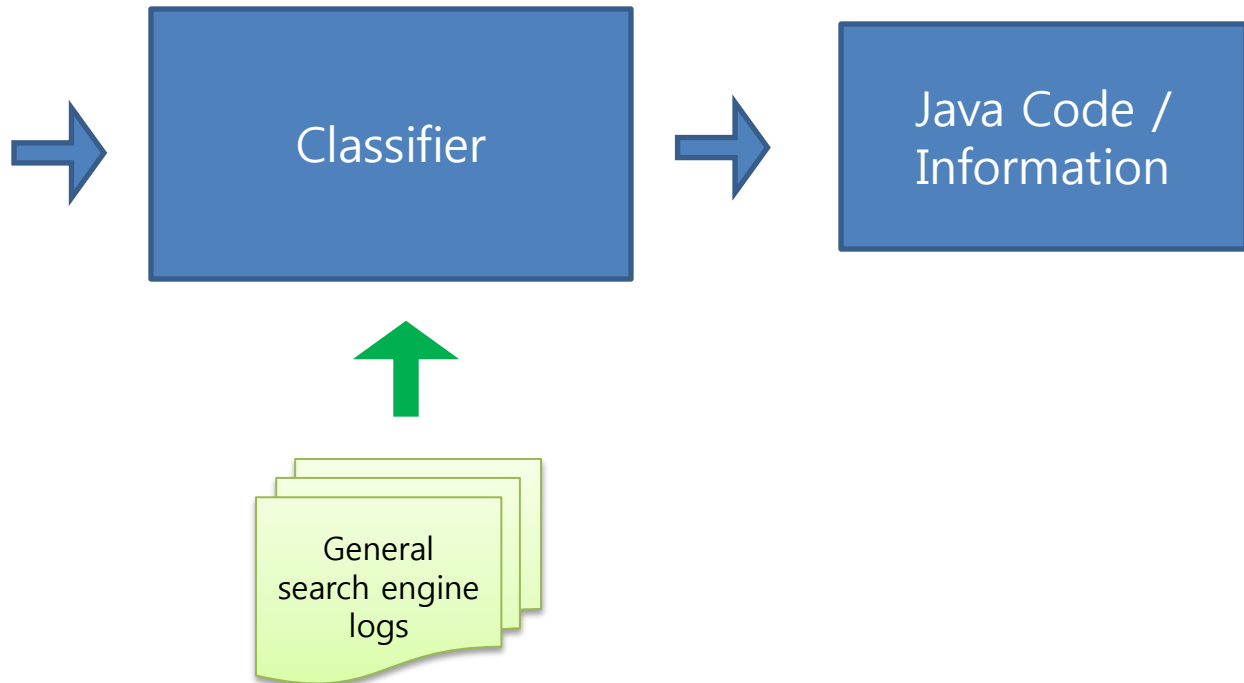 Classifier
Java Code /
Information
General
search engine
logs